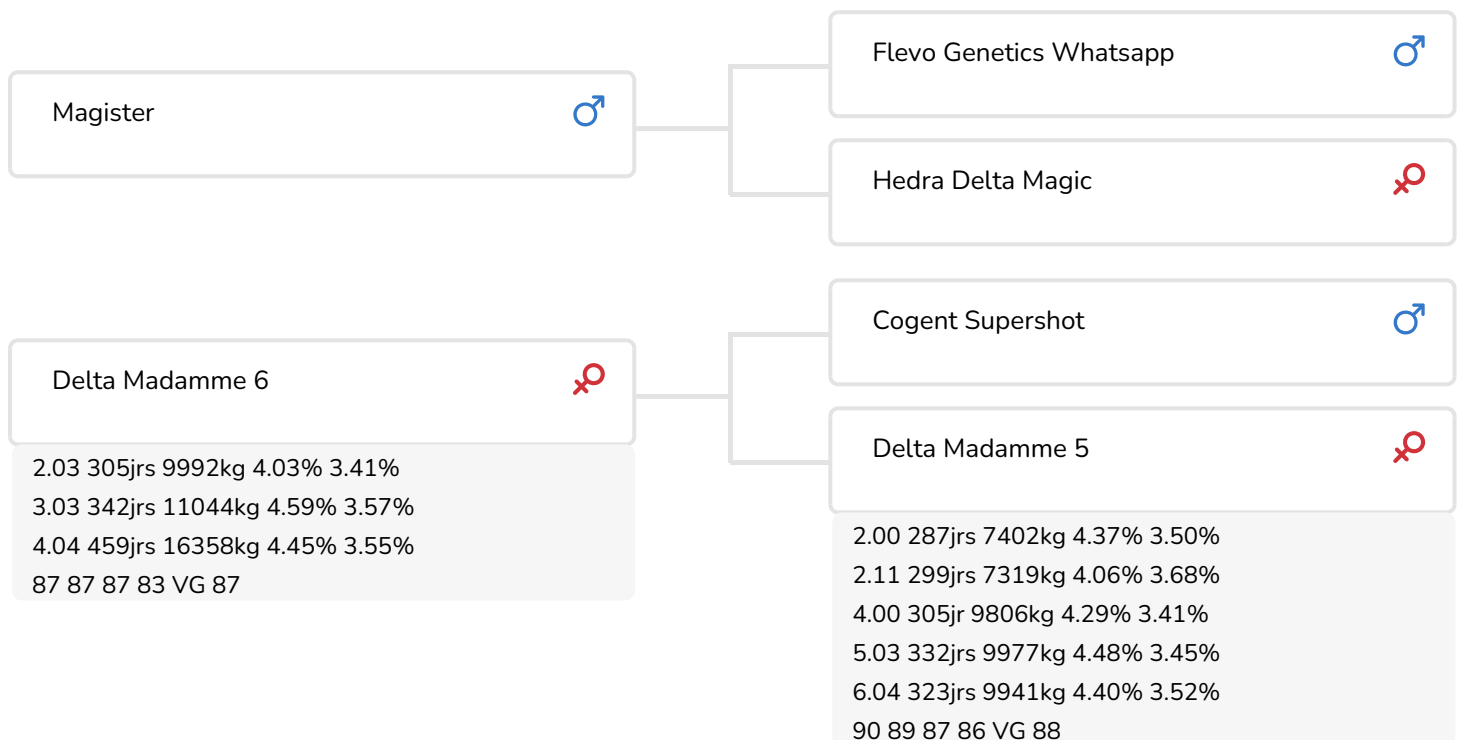 Magister
Flevo Genetics Whatsapp
Hedra Delta Magic
Delta Madamme 6
2.03 305jrs 9992kg 4.03% 3.41%
3.03 342jrs 11044kg 4.59% 3.57%
4.04 459jrs 16358kg 4.45% 3.55%
87 87 87 83 VG 87
Cogent Supershot
Delta Madamme 5
2.00 287jrs 7402kg 4.37% 3.50%
2.11 299jrs 7319kg 4.06% 3.68%
4.00 305jr 9806kg 4.29% 3.41%
5.03 332jrs 9977kg 4.48% 3.45%
6.04 323jrs 9941kg 4.40% 3.52%
90 89 87 86 VG 88